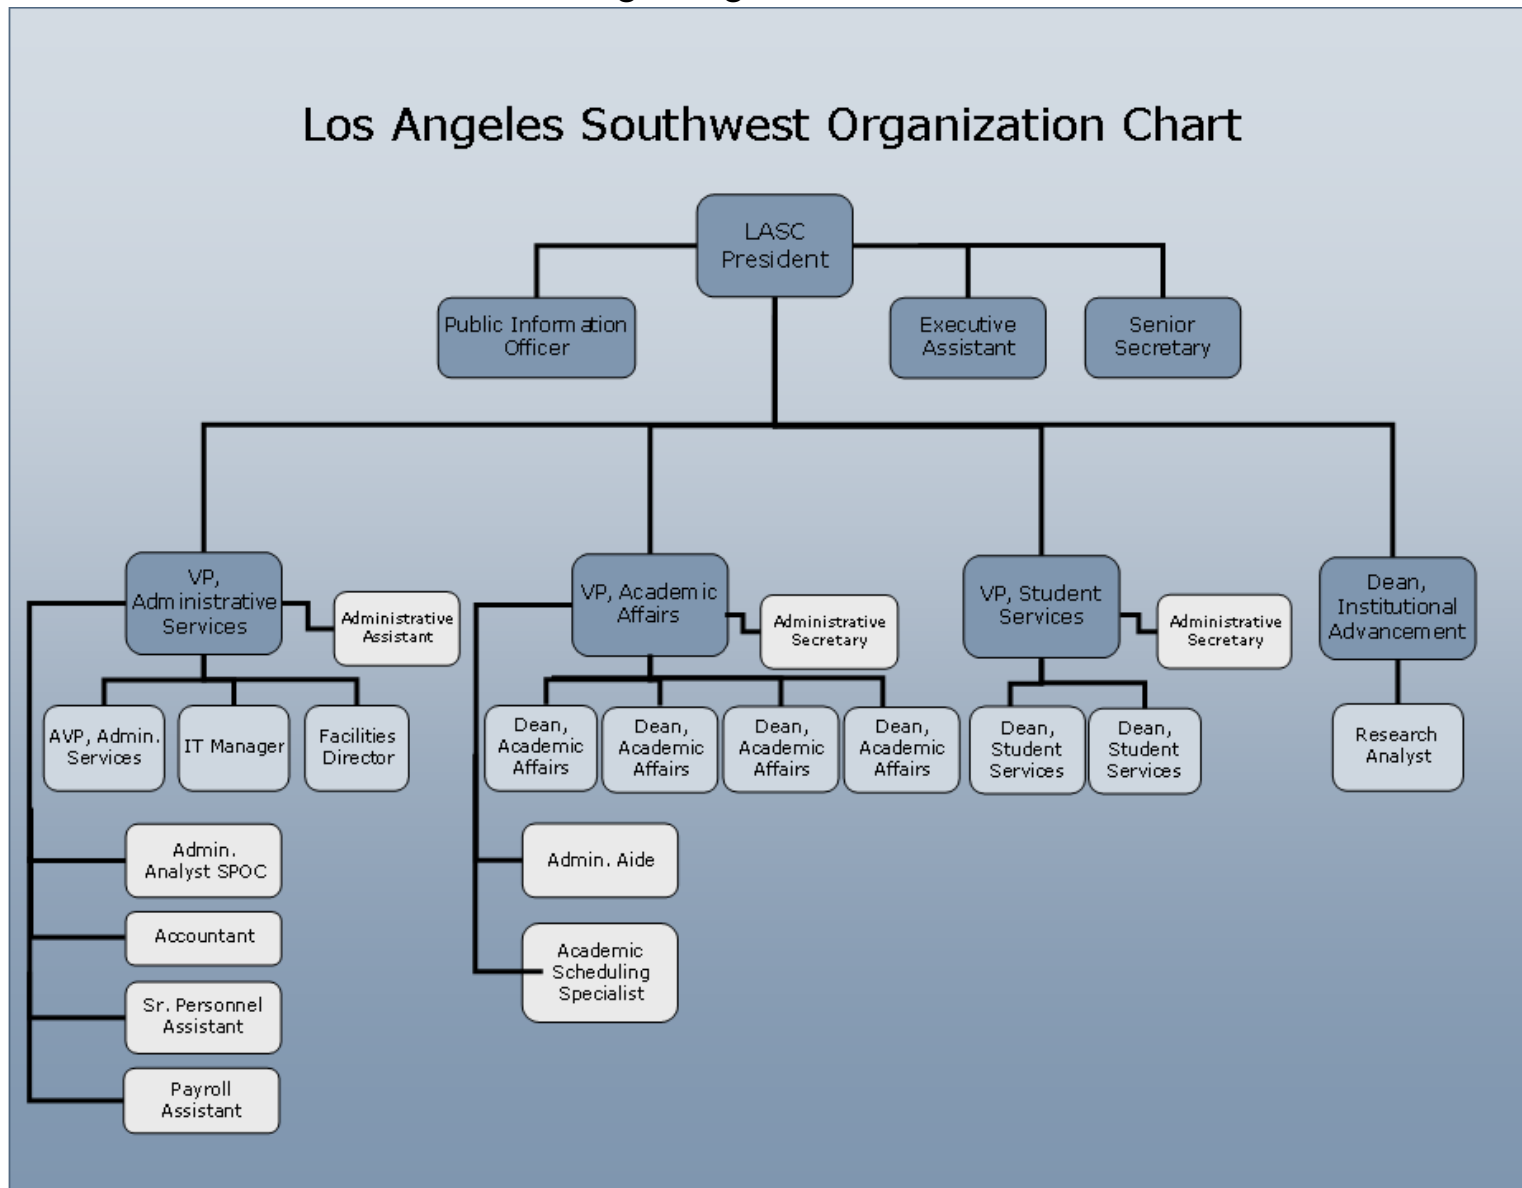 Los Angeles Southwest Organization Chart
LASC
President
Public Information
Officer
Executive
Assistant
Senior
Secretary
VP,
Administrative
Services
Administrative
Assistant
VP, Academic
Affairs
Administrative
Secretary
VP, Student
Services
Administrative
Secretary
Dean,
Institutional
Advancement
AVP, Admin.
Services
IT Manager
Facilities
Director
Dean,
Academic
Affairs
Dean,
Academic
Affairs
Dean,
Academic
Affairs
Dean,
Academic
Affairs
Dean,
Student
Services
Dean,
Student
Services
Research
Analyst
Admin.
Analyst SPOC
Accountant
Sr. Personnel
Assistant
Payroll
Assistant
Admin. Aide
Academic
Scheduling
Specialist